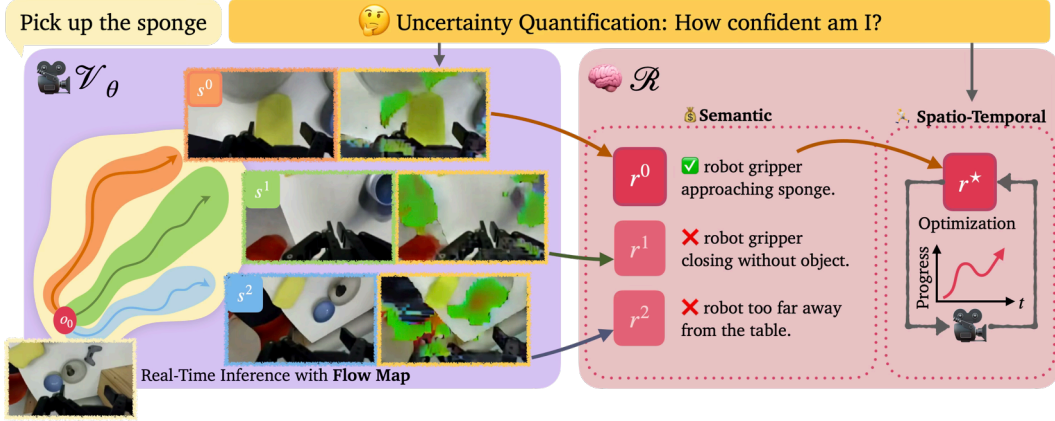 Pick up the sponge
🤔 Uncertainty Quantification: How confident am I?
🎥 𝒱θ
s⁰
s¹
s²
o₀
Real-Time Inference with Flow Map
🧠 ℛ
💰Semantic
r⁰
✅ robot gripper
approaching sponge.
r¹
❌ robot gripper
closing without object.
r²
❌ robot too far away
from the table.
Spatio-Temporal
r⋆
Optimization
Progress
t